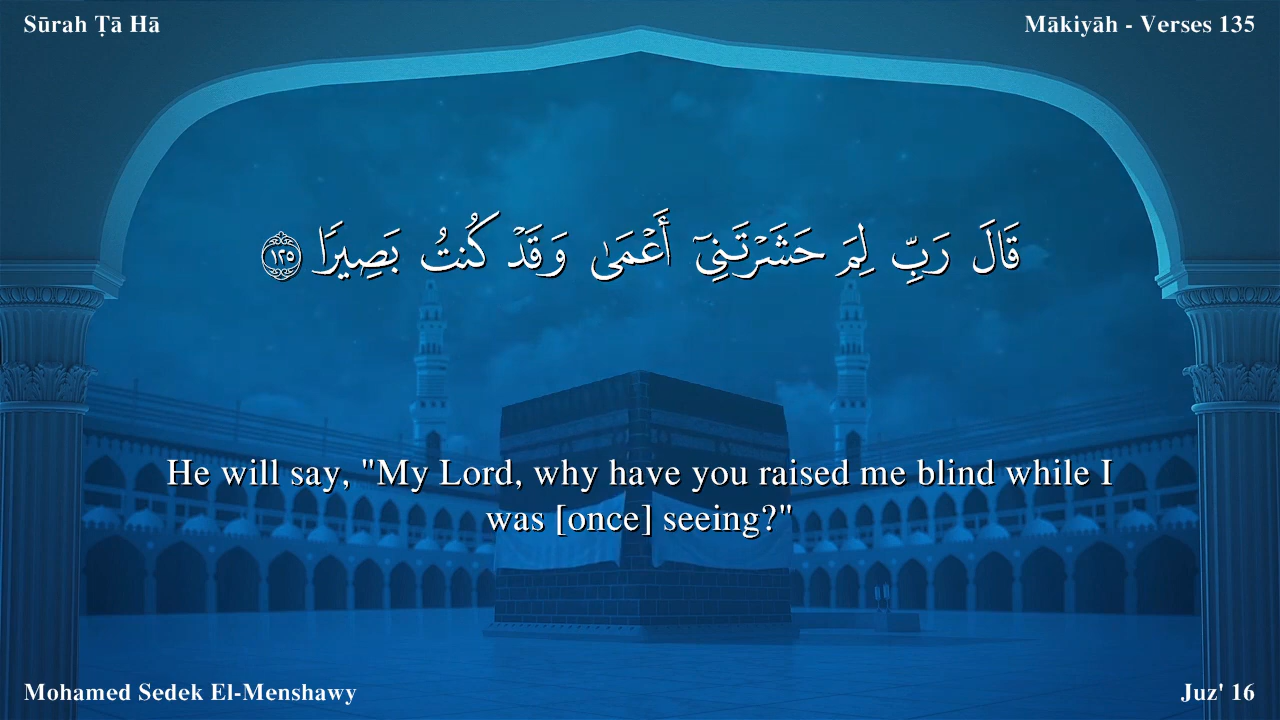 Sūrah Ṭā Hā
Mākiyāh - Verses 135
قَالَ رَبِّ لِمَ حَشَرْتَنِىٓ أَعْمَىٰ وَقَدْ كُنتُ بَصِيرًا ١٢٥
He will say, "My Lord, why have you raised me blind while I
was [once] seeing?"
Mohamed Sedek El-Menshawy
Juz' 16